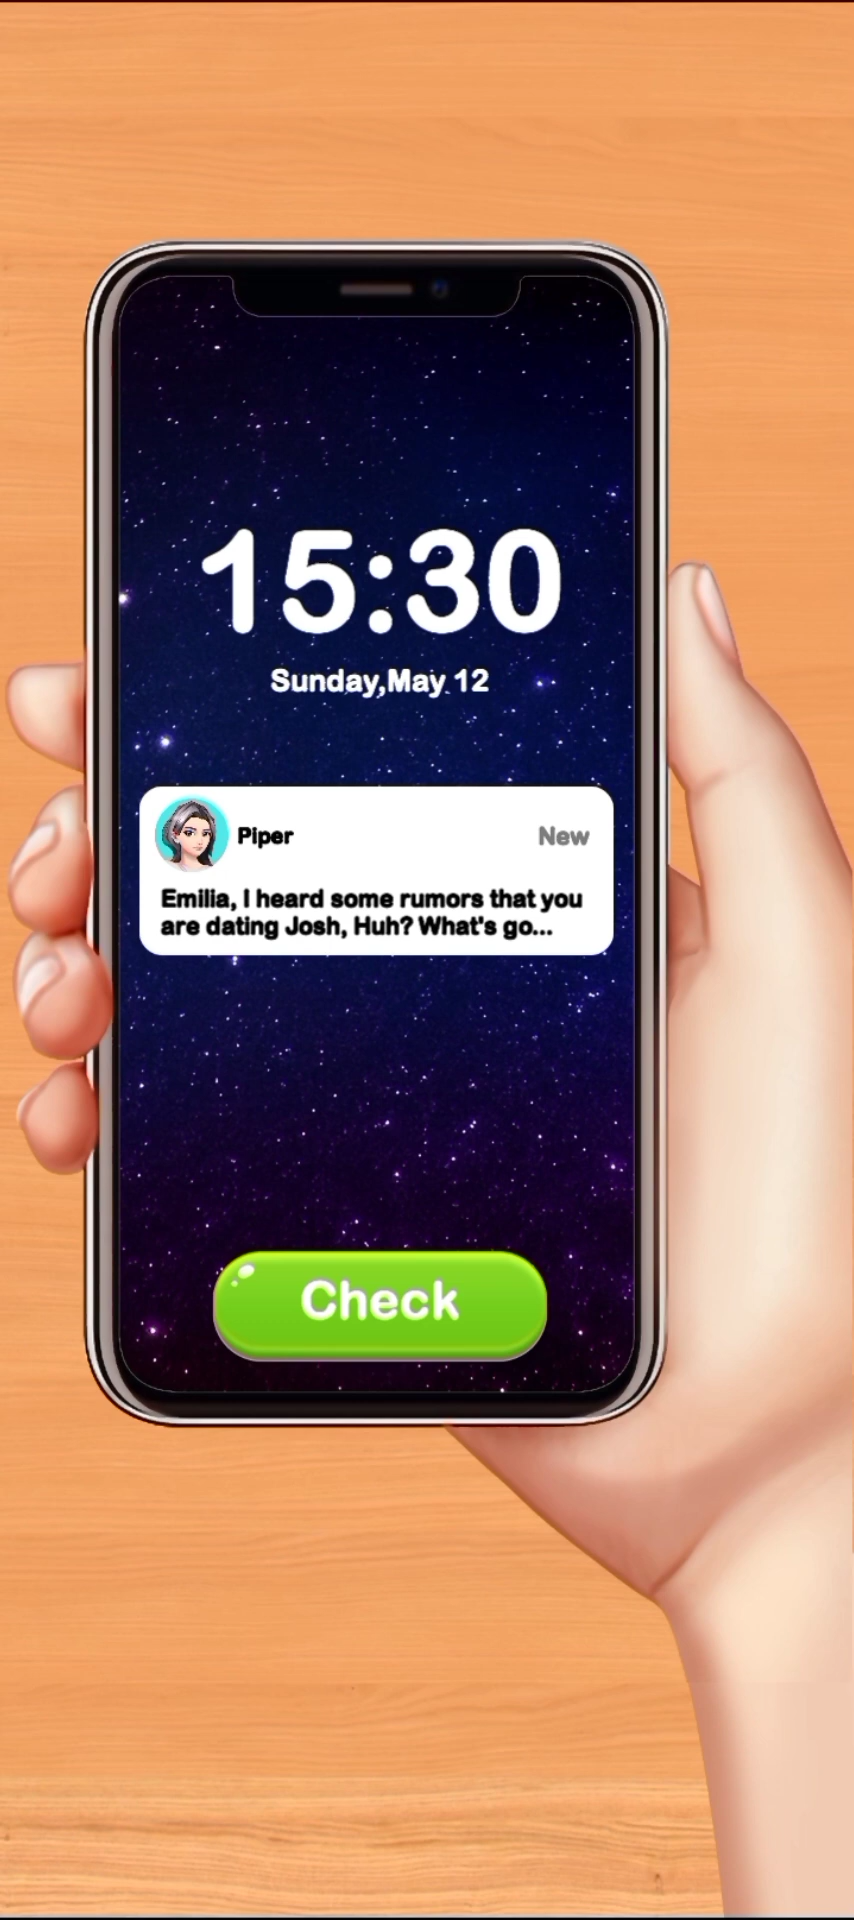 15:30
Sunday,May 12
Piper
New
Emilia, I heard some rumors that you
are dating Josh, Huh? What's go...
Check